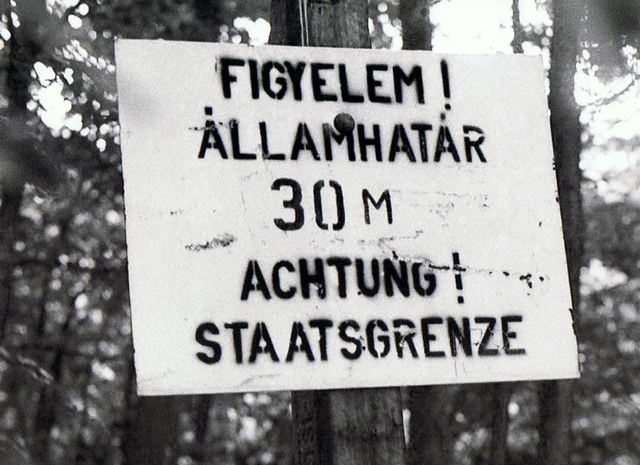 FIGYELEM!
ÁLLAMHATÁR
30 M
ACHTUNG!
STAATSGRENZE